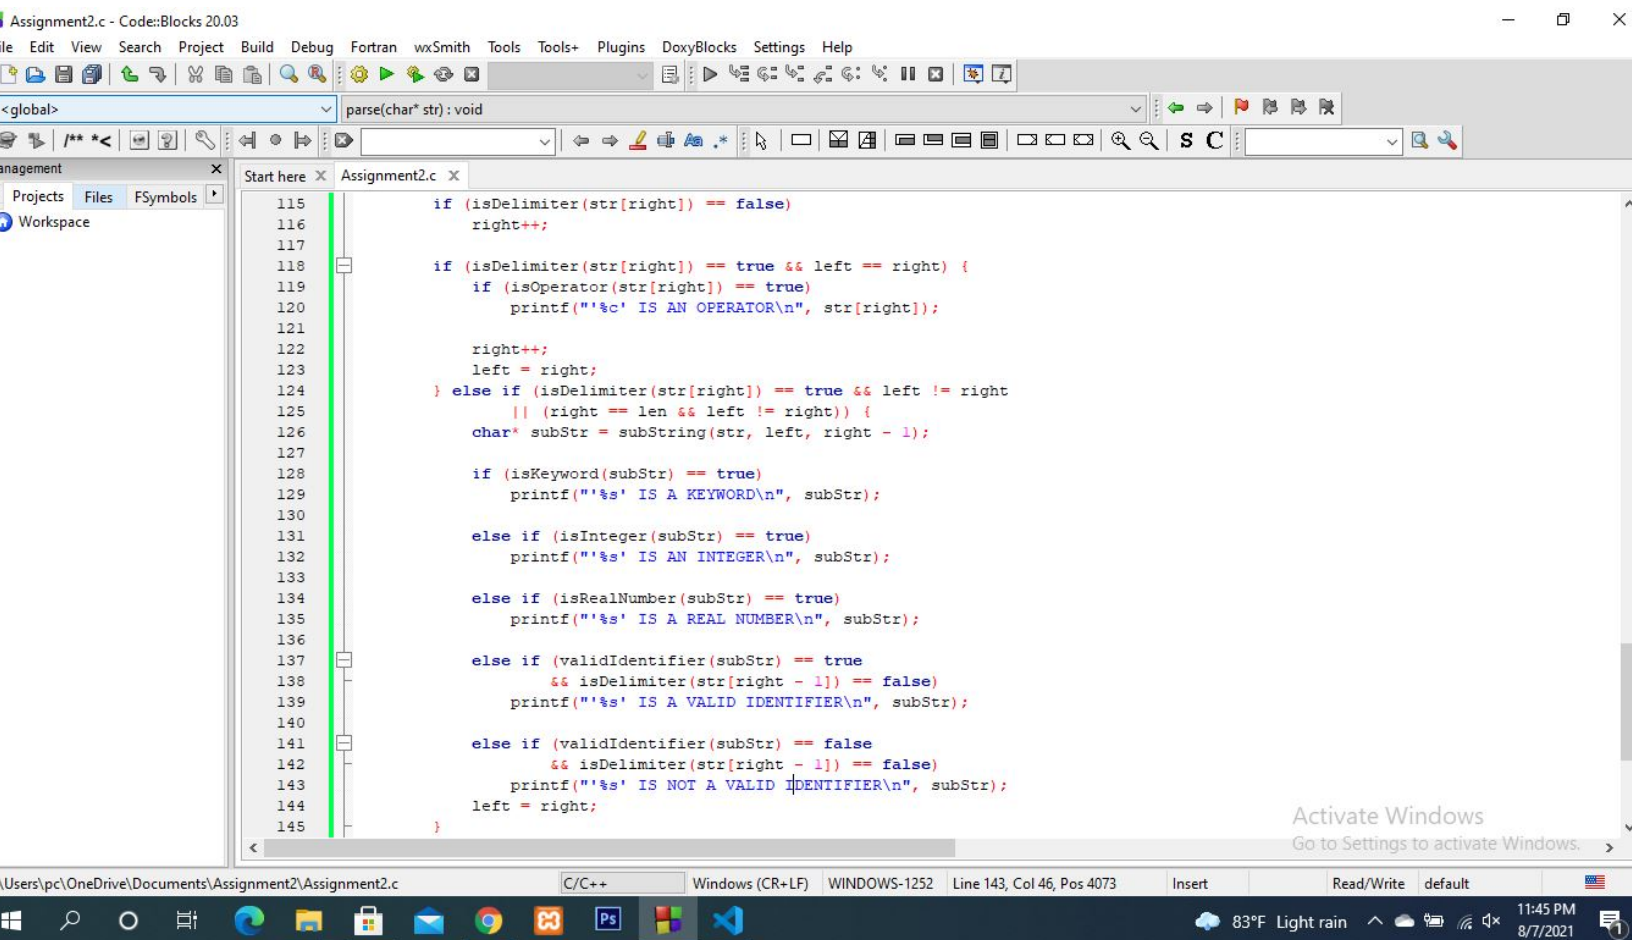 Assignment2.c - Code::Blocks 20.03
ile Edit View Search Project Build Debug Fortran wxSmith Tools Tools+ Plugins DoxyBlocks Settings Help
<global> parse(char* str) : void
/** *< S C
anagement
Start here Assignment2.c
Projects Files FSymbols
Workspace
115 if (isDelimiter(str[right]) == false)
116 right++;
117
118 if (isDelimiter(str[right]) == true && left == right) {
119 if (isOperator(str[right]) == true)
120 printf("'%c' IS AN OPERATOR\n", str[right]);
121
122 right++;
123 left = right;
124 } else if (isDelimiter(str[right]) == true && left != right
125 || (right == len && left != right)) {
126 char* subStr = subString(str, left, right - 1);
127
128 if (isKeyword(subStr) == true)
129 printf("'%s' IS A KEYWORD\n", subStr);
130
131 else if (isInteger(subStr) == true)
132 printf("'%s' IS AN INTEGER\n", subStr);
133
134 else if (isRealNumber(subStr) == true)
135 printf("'%s' IS A REAL NUMBER\n", subStr);
136
137 else if (validIdentifier(subStr) == true
138 && isDelimiter(str[right - 1]) == false)
139 printf("'%s' IS A VALID IDENTIFIER\n", subStr);
140
141 else if (validIdentifier(subStr) == false
142 && isDelimiter(str[right - 1]) == false)
143 printf("'%s' IS NOT A VALID IDENTIFIER\n", subStr);
144 left = right;
145 }
Activate Windows
Go to Settings to activate Windows.
\Users\pc\OneDrive\Documents\Assignment2\Assignment2.c C/C++ Windows (CR+LF) WINDOWS-1252 Line 143, Col 46, Pos 4073 Insert Read/Write default
Ps 83°F Light rain 11:45 PM
8/7/2021 1